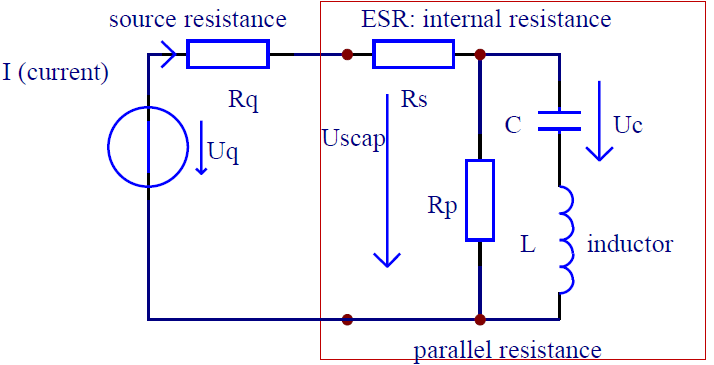 source resistance
ESR: internal resistance
I (current)
Rq
Rs
Uq
Uscap
C
Uc
Rp
L
inductor
parallel resistance